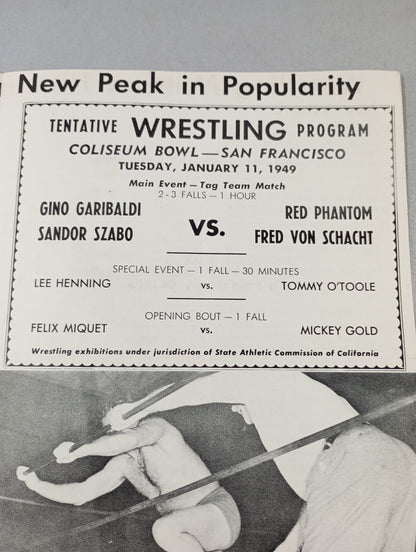 New Peak in Popularity
TENTATIVE WRESTLING PROGRAM
COLISEUM BOWL — SAN FRANCISCO
TUESDAY, JANUARY 11, 1949
Main Event — Tag Team Match
2 - 3 FALLS — 1 HOUR
GINO GARIBALDI
SANDOR SZABO
VS.
RED PHANTOM
FRED VON SCHACHT
SPECIAL EVENT — 1 FALL — 30 MINUTES
LEE HENNING vs. TOMMY O'TOOLE
OPENING BOUT — 1 FALL
FELIX MIQUET vs. MICKEY GOLD
Wrestling exhibitions under jurisdiction of State Athletic Commission of California